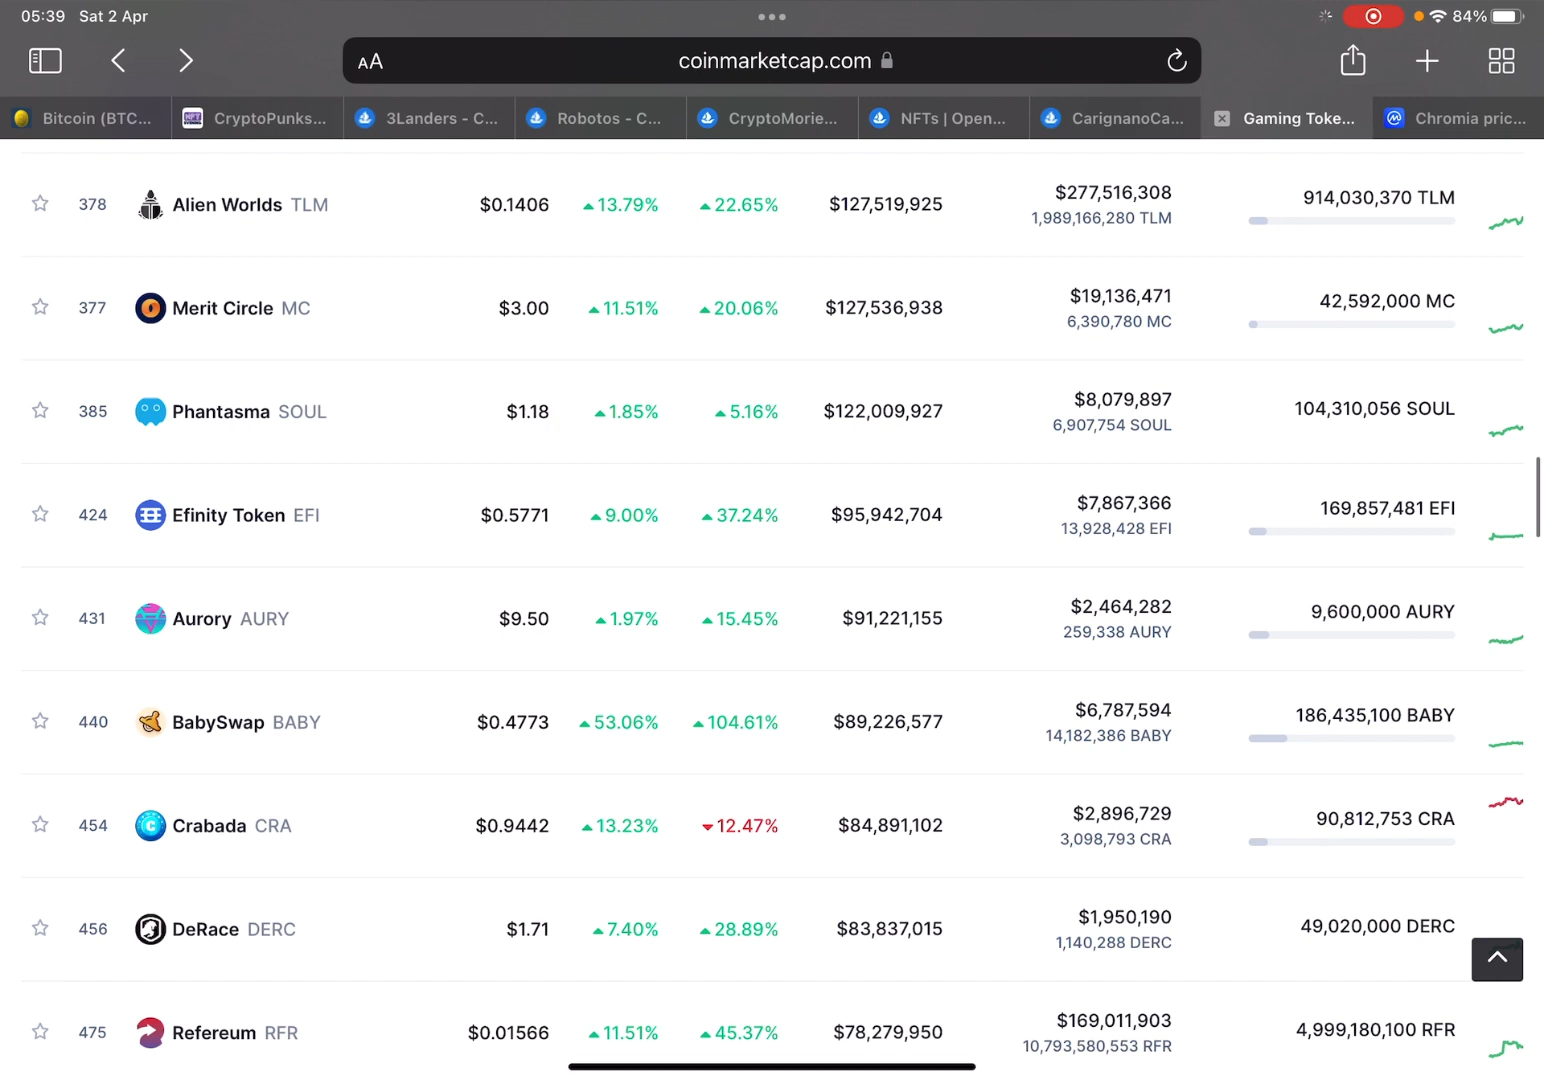 05:39 Sat 2 Apr
84%
AA coinmarketcap.com
Bitcoin (BTC... CryptoPunks... 3Landers - C... Robotos - C... CryptoMorie... NFTs | Open... CarignanoCa... Gaming Toke... Chromia pric...
378 Alien Worlds TLM $0.1406 13.79% 22.65% $127,519,925 $277,516,308 914,030,370 TLM
1,989,166,280 TLM
377 Merit Circle MC $3.00 11.51% 20.06% $127,536,938 $19,136,471 42,592,000 MC
6,390,780 MC
385 Phantasma SOUL $1.18 1.85% 5.16% $122,009,927 $8,079,897 104,310,056 SOUL
6,907,754 SOUL
424 Efinity Token EFI $0.5771 9.00% 37.24% $95,942,704 $7,867,366 169,857,481 EFI
13,928,428 EFI
431 Aurory AURY $9.50 1.97% 15.45% $91,221,155 $2,464,282 9,600,000 AURY
259,338 AURY
440 BabySwap BABY $0.4773 53.06% 104.61% $89,226,577 $6,787,594 186,435,100 BABY
14,182,386 BABY
454 Crabada CRA $0.9442 13.23% 12.47% $84,891,102 $2,896,729 90,812,753 CRA
3,098,793 CRA
456 DeRace DERC $1.71 7.40% 28.89% $83,837,015 $1,950,190 49,020,000 DERC
1,140,288 DERC
475 Refereum RFR $0.01566 11.51% 45.37% $78,279,950 $169,011,903 4,999,180,100 RFR
10,793,580,553 RFR